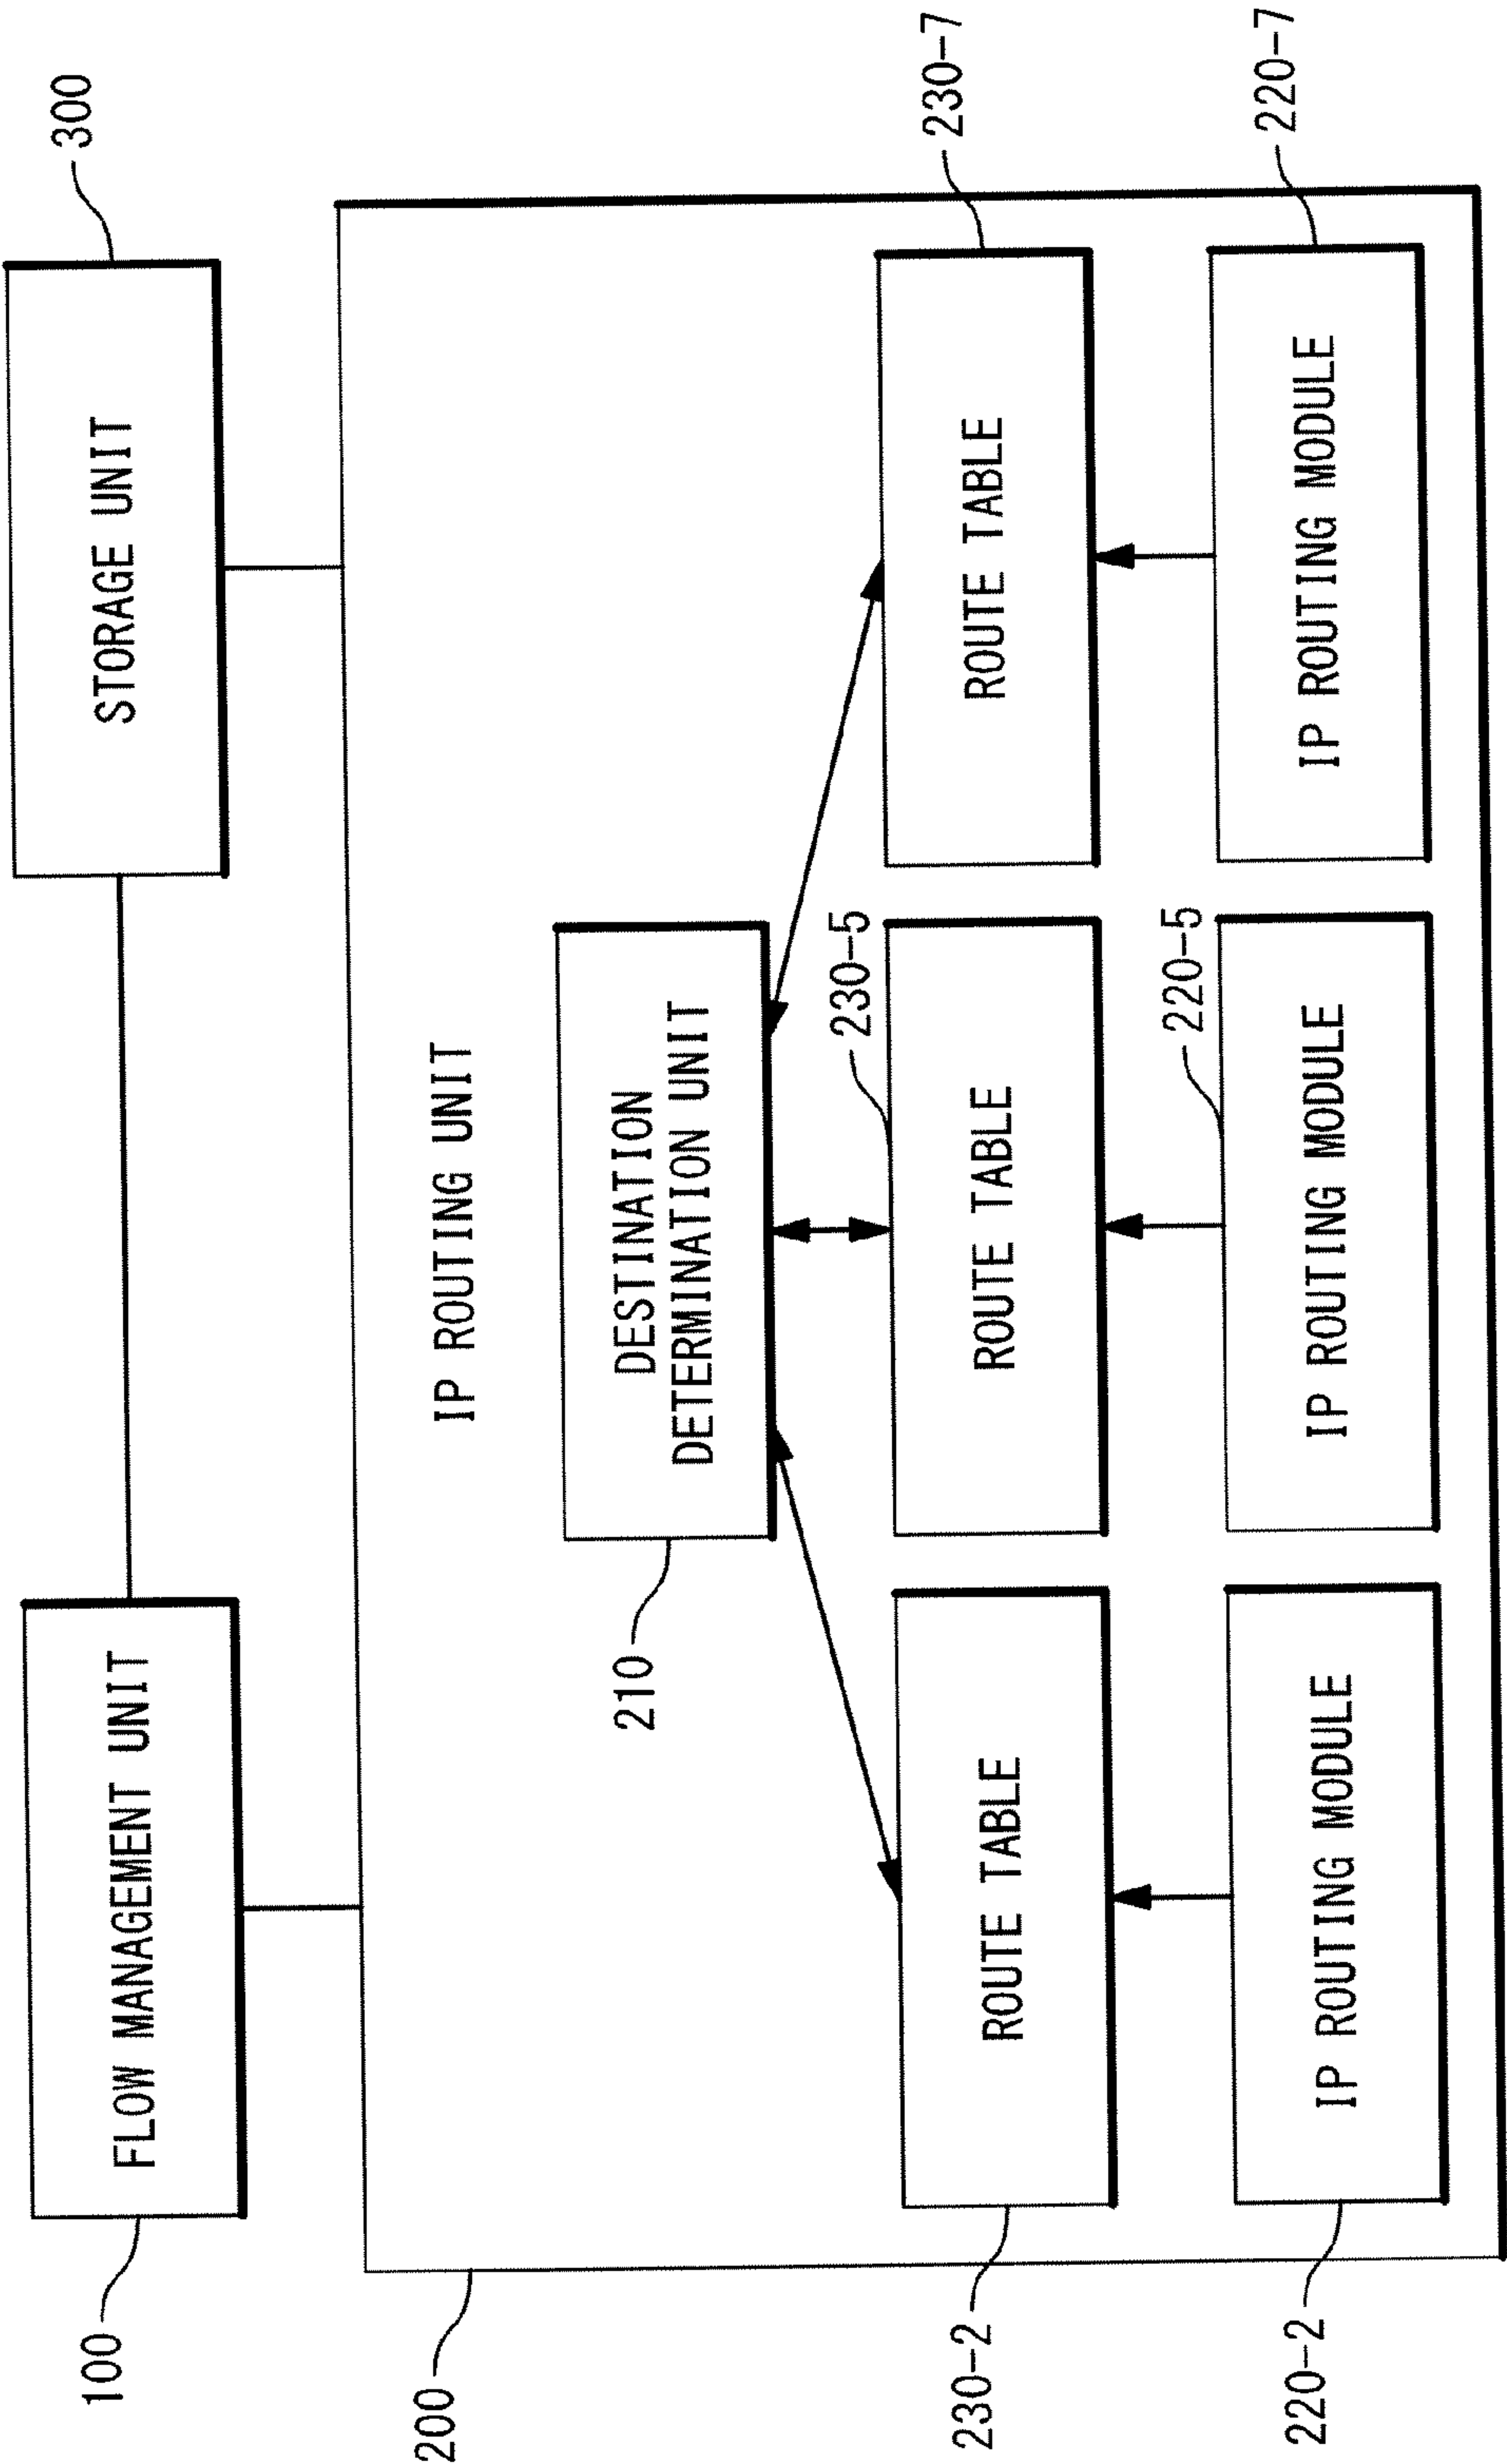 100
FLOW MANAGEMENT UNIT
STORAGE UNIT
300
200
IP ROUTING UNIT
210
DESTINATION
DETERMINATION UNIT
230-2
ROUTE TABLE
230-5
ROUTE TABLE
230-7
ROUTE TABLE
220-2
IP ROUTING MODULE
220-5
IP ROUTING MODULE
220-7
IP ROUTING MODULE